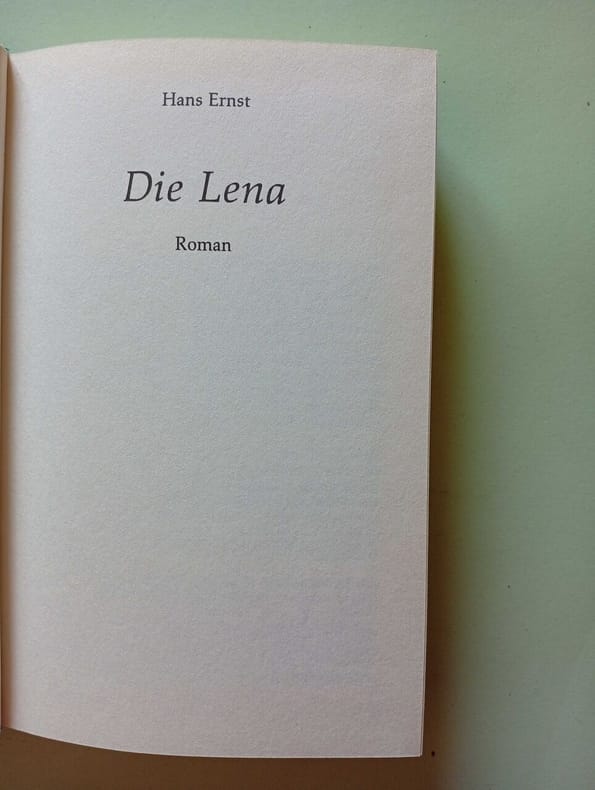 Hans Ernst
Die Lena
Roman